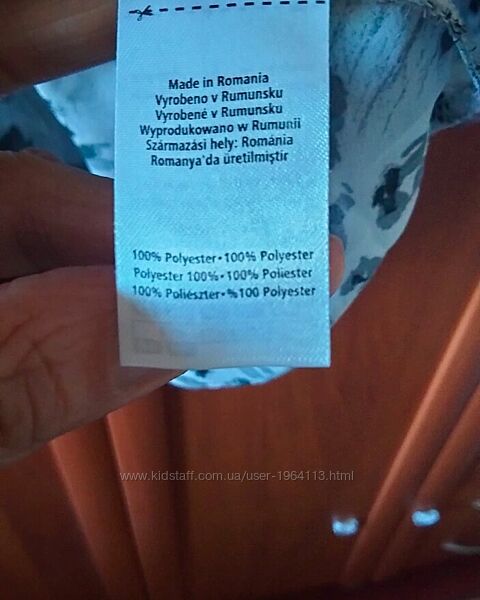 Made in Romania
Vyrobeno v Rumunsku
Vyrobené v Rumunsku
Wyprodukowano w Rumunii
Származási hely: Románia
Romanya'da üretilmiştir
100% Polyester•100% Polyester
Polyester 100%•100% Poliester
100% Poliészter•%100 Polyester
www.kidstaff.com.ua/user-1964113.html